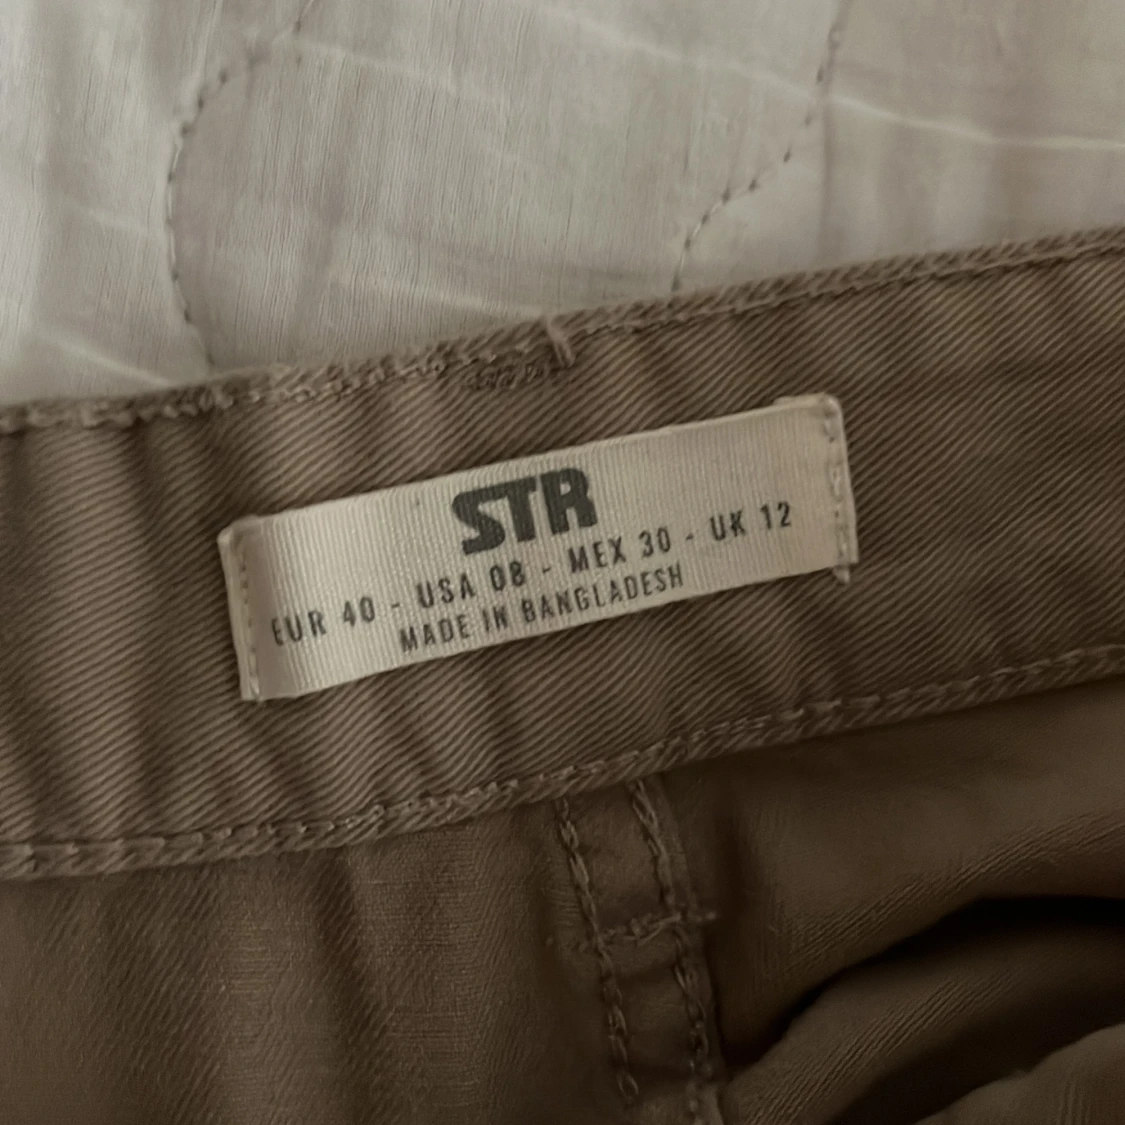 STR
EUR 40 - USA 08 - MEX 30 - UK 12
MADE IN BANGLADESH